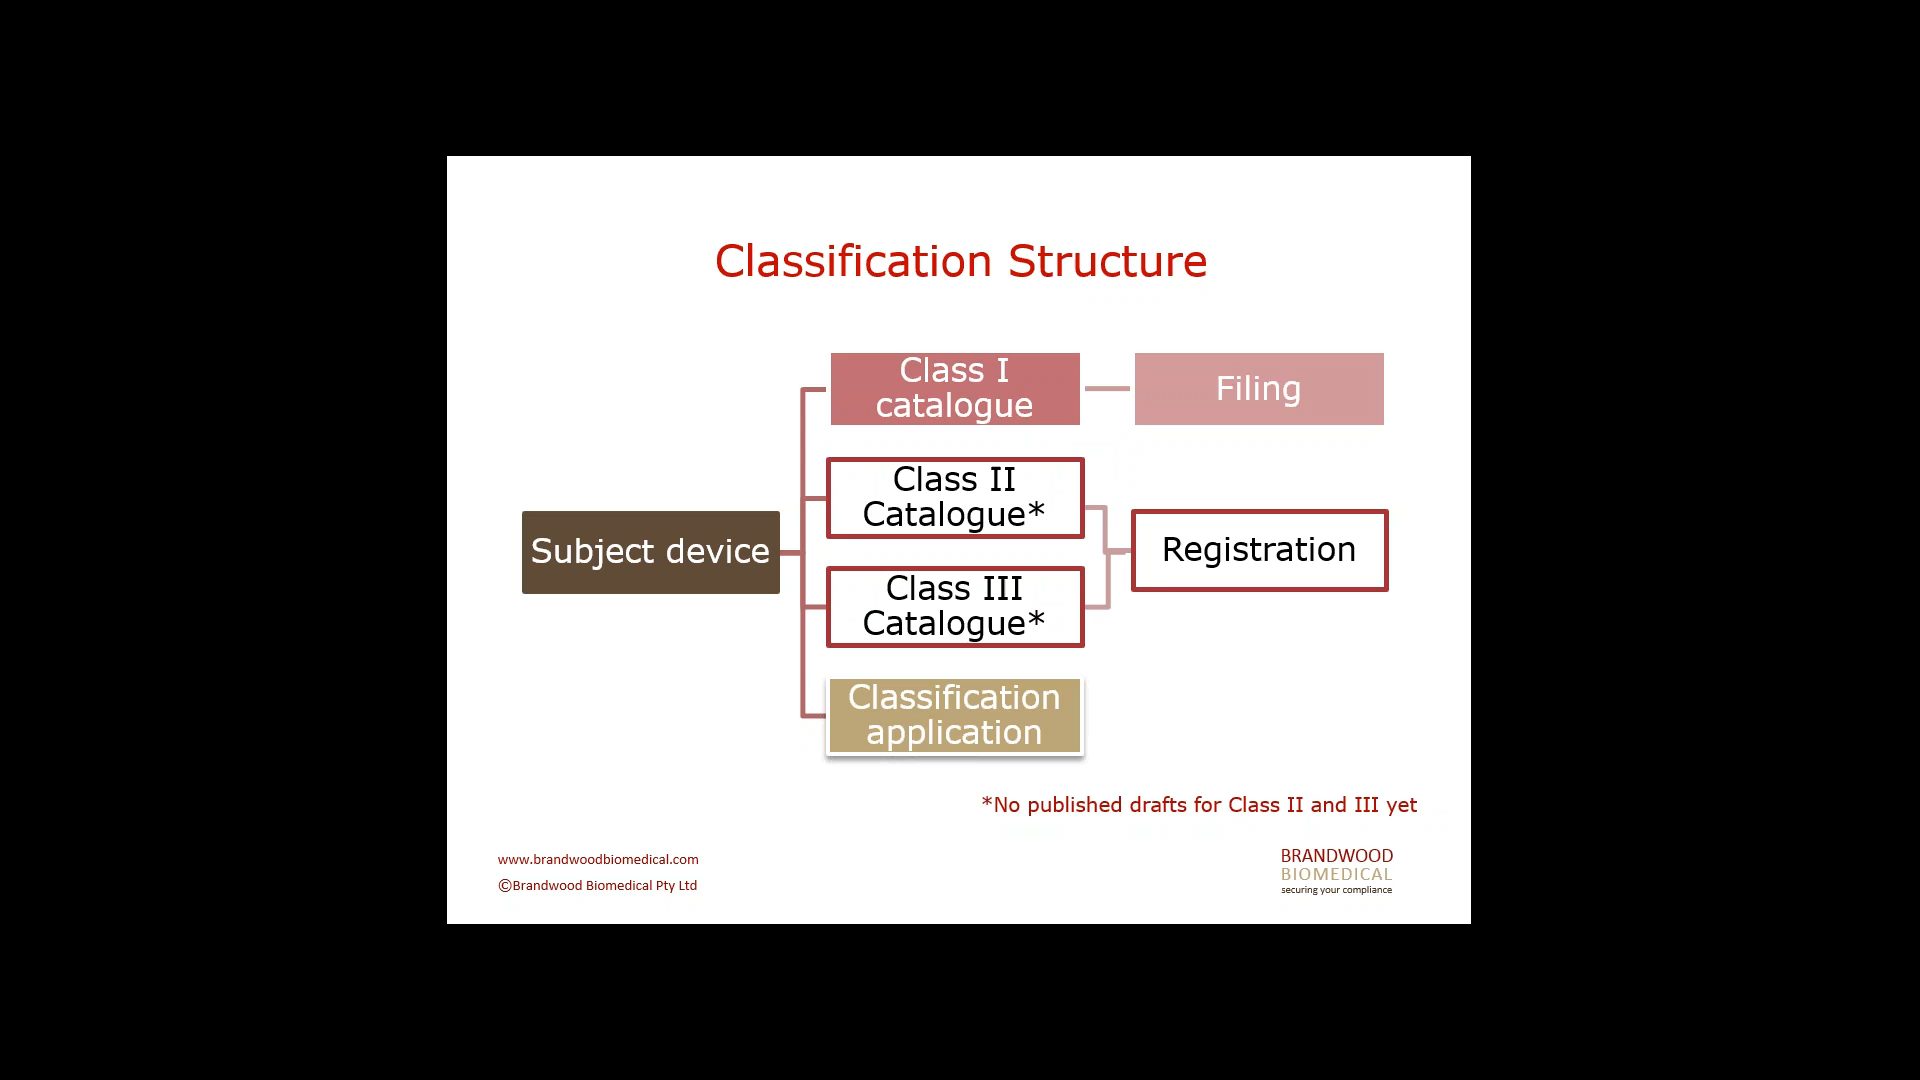 Classification Structure
Class I
catalogue
Filing
Class II
Catalogue*
Subject device
Registration
Class III
Catalogue*
Classification
application
*No published drafts for Class II and III yet
www.brandwoodbiomedical.com
©Brandwood Biomedical Pty Ltd
BRANDWOOD
BIOMEDICAL
securing your compliance